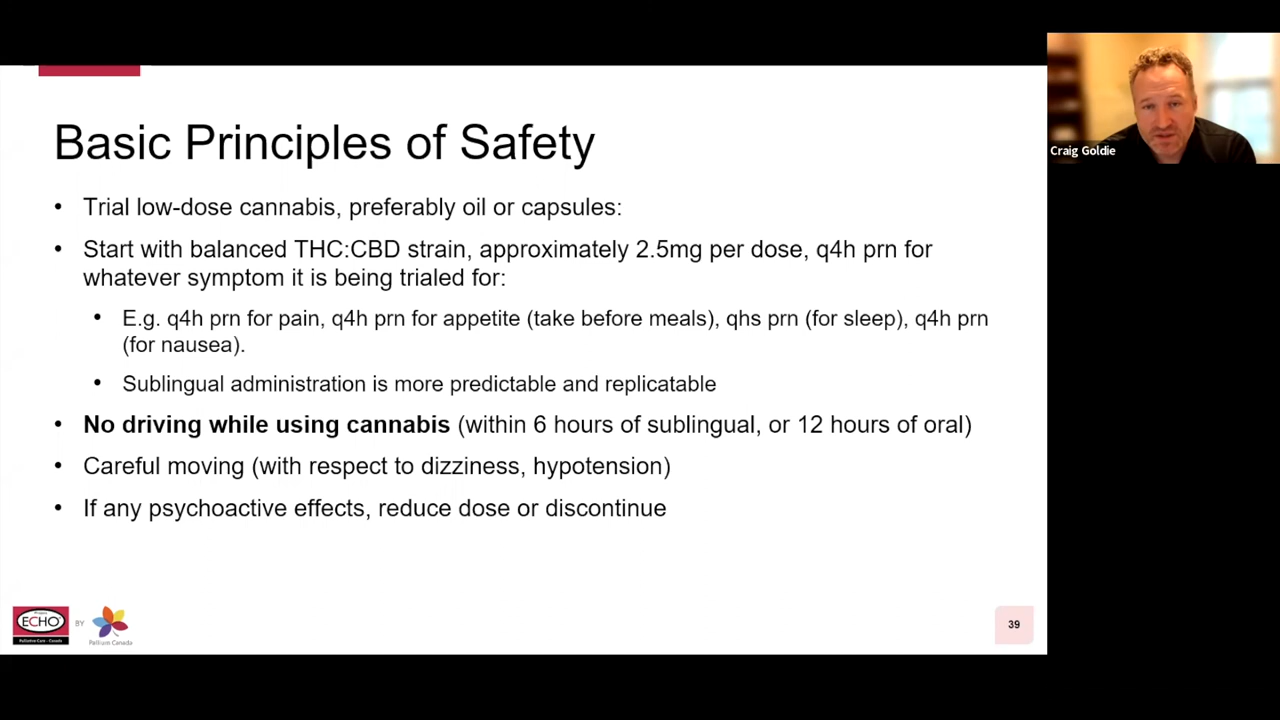 Basic Principles of Safety
• Trial low-dose cannabis, preferably oil or capsules:
• Start with balanced THC:CBD strain, approximately 2.5mg per dose, q4h prn for
whatever symptom it is being trialed for:
• E.g. q4h prn for pain, q4h prn for appetite (take before meals), qhs prn (for sleep), q4h prn
(for nausea).
• Sublingual administration is more predictable and replicatable
• No driving while using cannabis (within 6 hours of sublingual, or 12 hours of oral)
• Careful moving (with respect to dizziness, hypotension)
• If any psychoactive effects, reduce dose or discontinue
ECHO
Palliative Care - Canada
BY
Pallium Canada
39
Craig Goldie